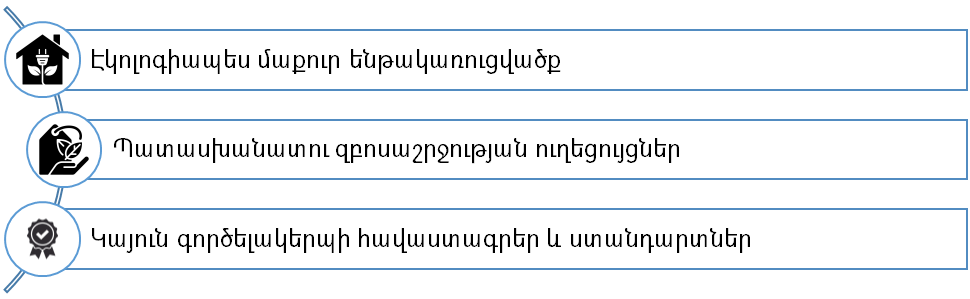 Էկոլոգիապես մաքուր ենթակառուցվածք
Պատասխանատու զբոսաշրջության ուղեցույցներ
Կայուն գործելակերպի հավաստագրեր և ստանդարտներ